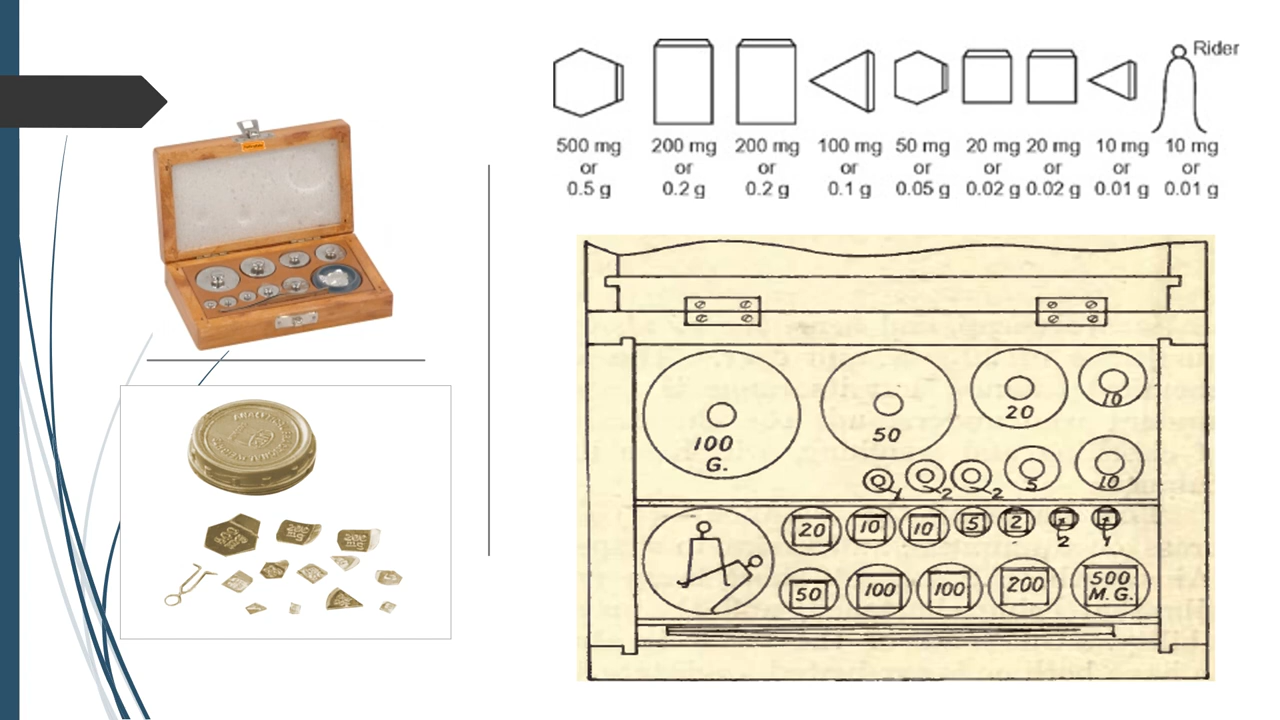 Rider
500 mg 200 mg 200 mg 100 mg 50 mg 20 mg 20 mg 10 mg 10 mg
or or or or or or or or or
0.5 g 0.2 g 0.2 g 0.1 g 0.05 g 0.02 g 0.02 g 0.01 g 0.01 g
100 G.
50
20
10
1 2 2 5 10
20 10 10 5 2 2 1
50 100 100 200 500 M.G.